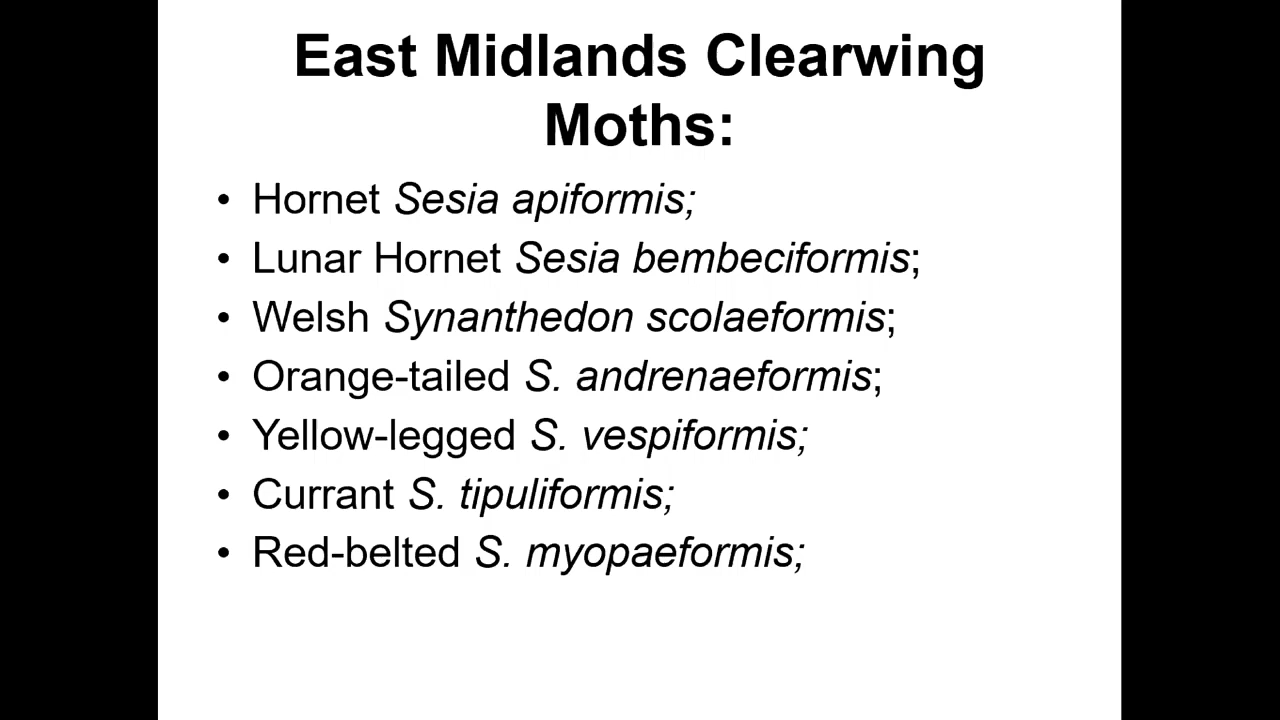 East Midlands Clearwing
Moths:
• Hornet Sesia apiformis;
• Lunar Hornet Sesia bembeciformis;
• Welsh Synanthedon scolaeformis;
• Orange-tailed S. andrenaeformis;
• Yellow-legged S. vespiformis;
• Currant S. tipuliformis;
• Red-belted S. myopaeformis;